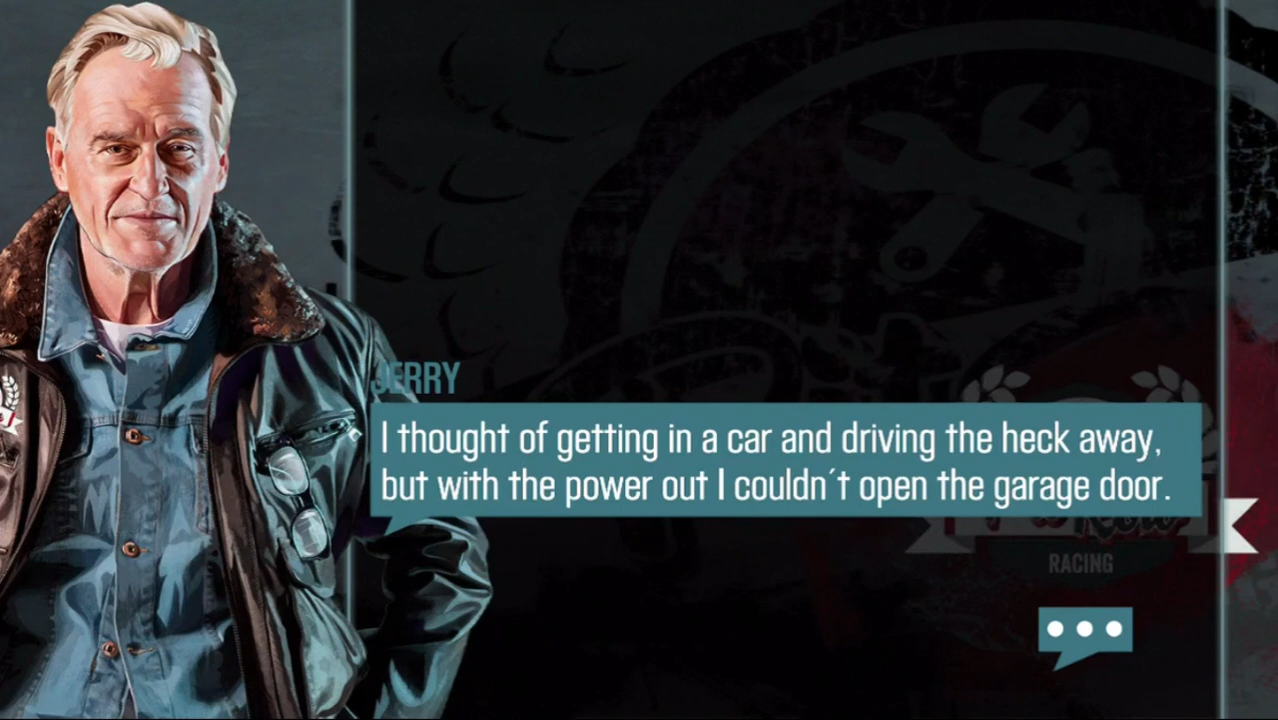 JERRY
I thought of getting in a car and driving the heck away,
but with the power out I couldn´t open the garage door.
RACING